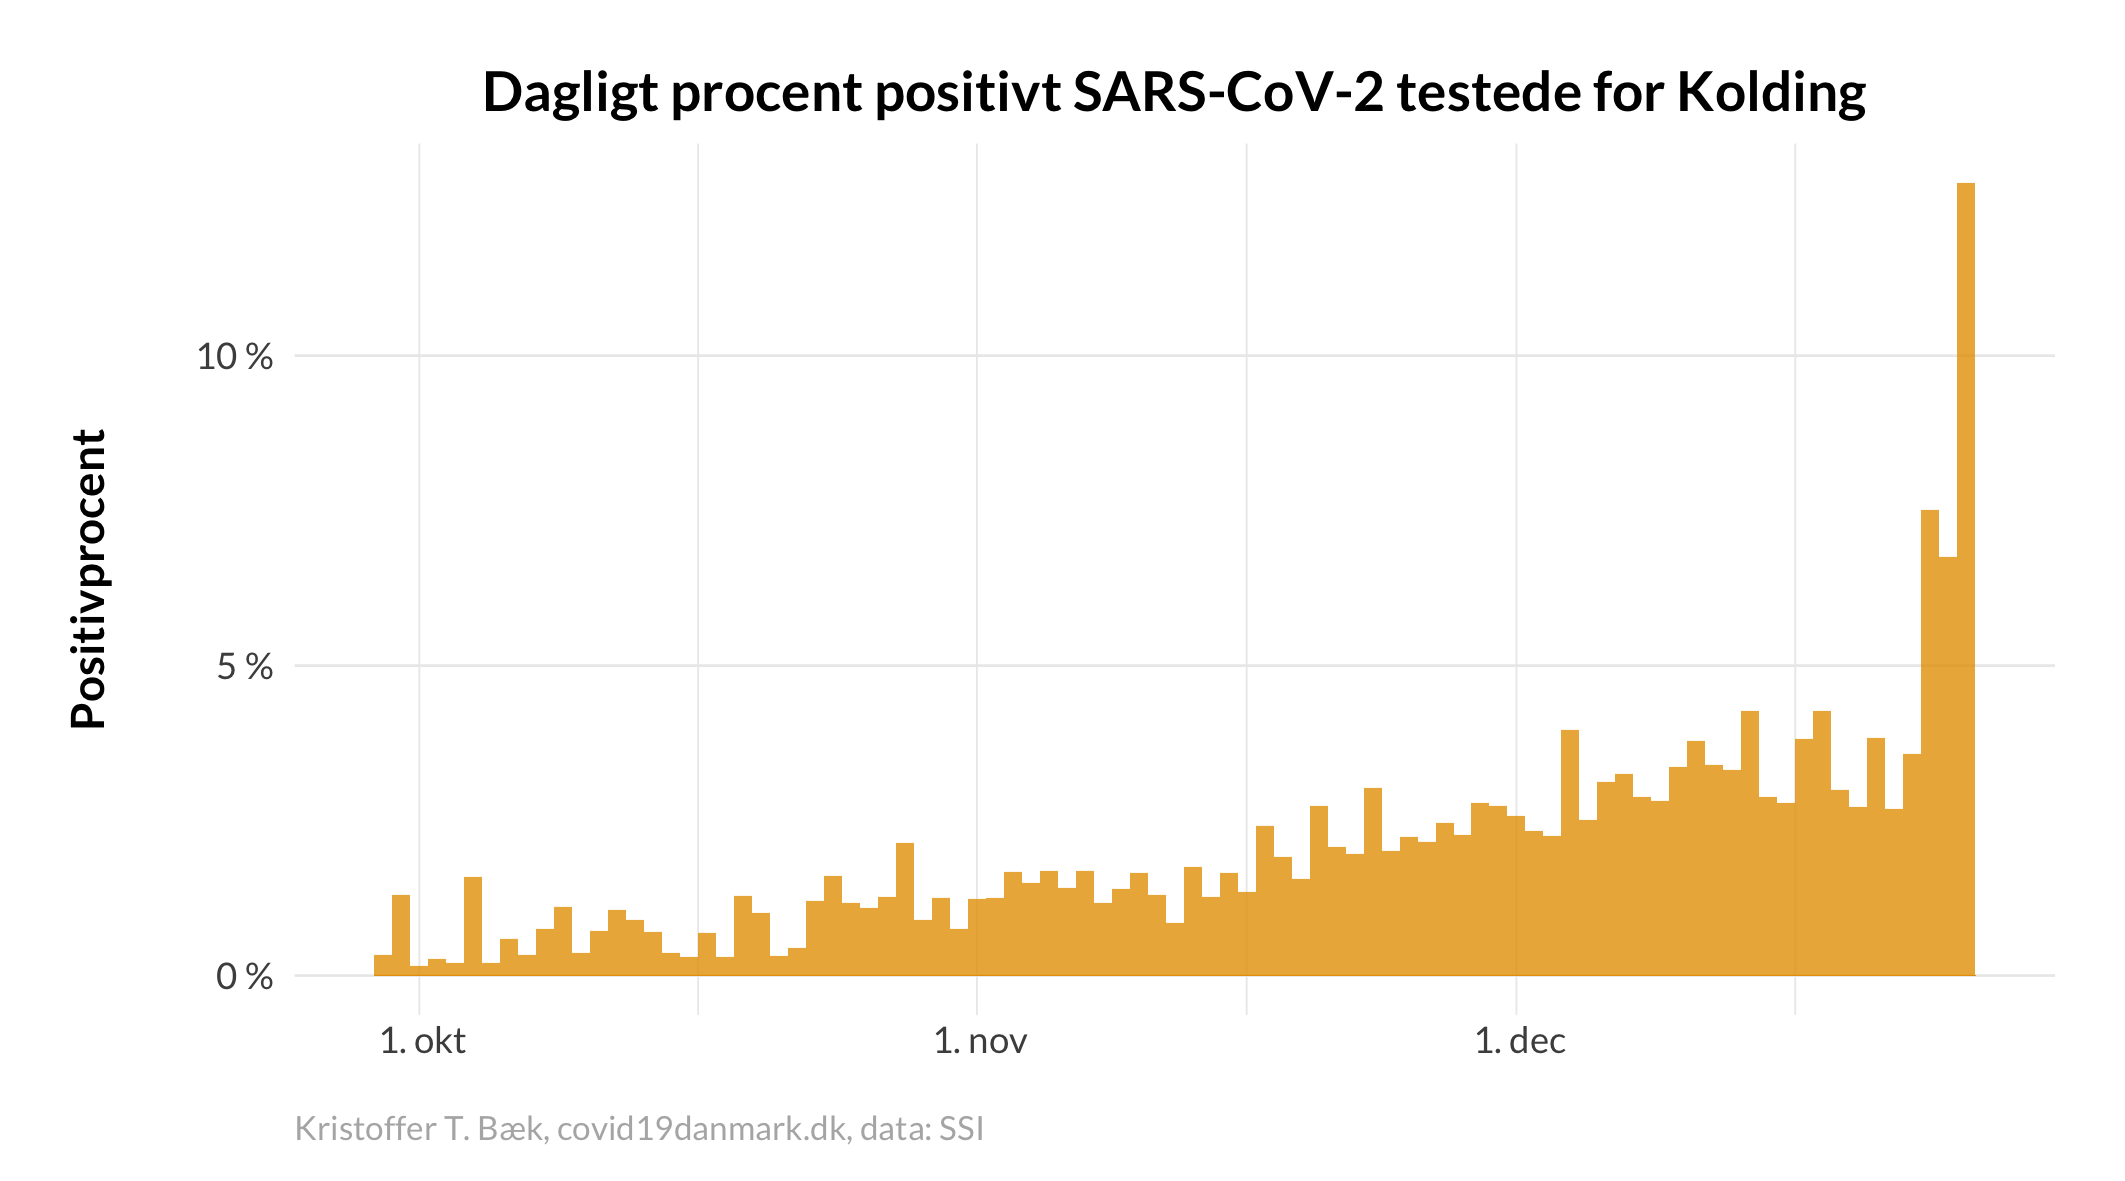 Dagligt procent positivt SARS-CoV-2 testede for Kolding
Positivprocent
10 %
5 %
0 %
1. okt
1. nov
1. dec
Kristoffer T. Bæk, covid19danmark.dk, data: SSI